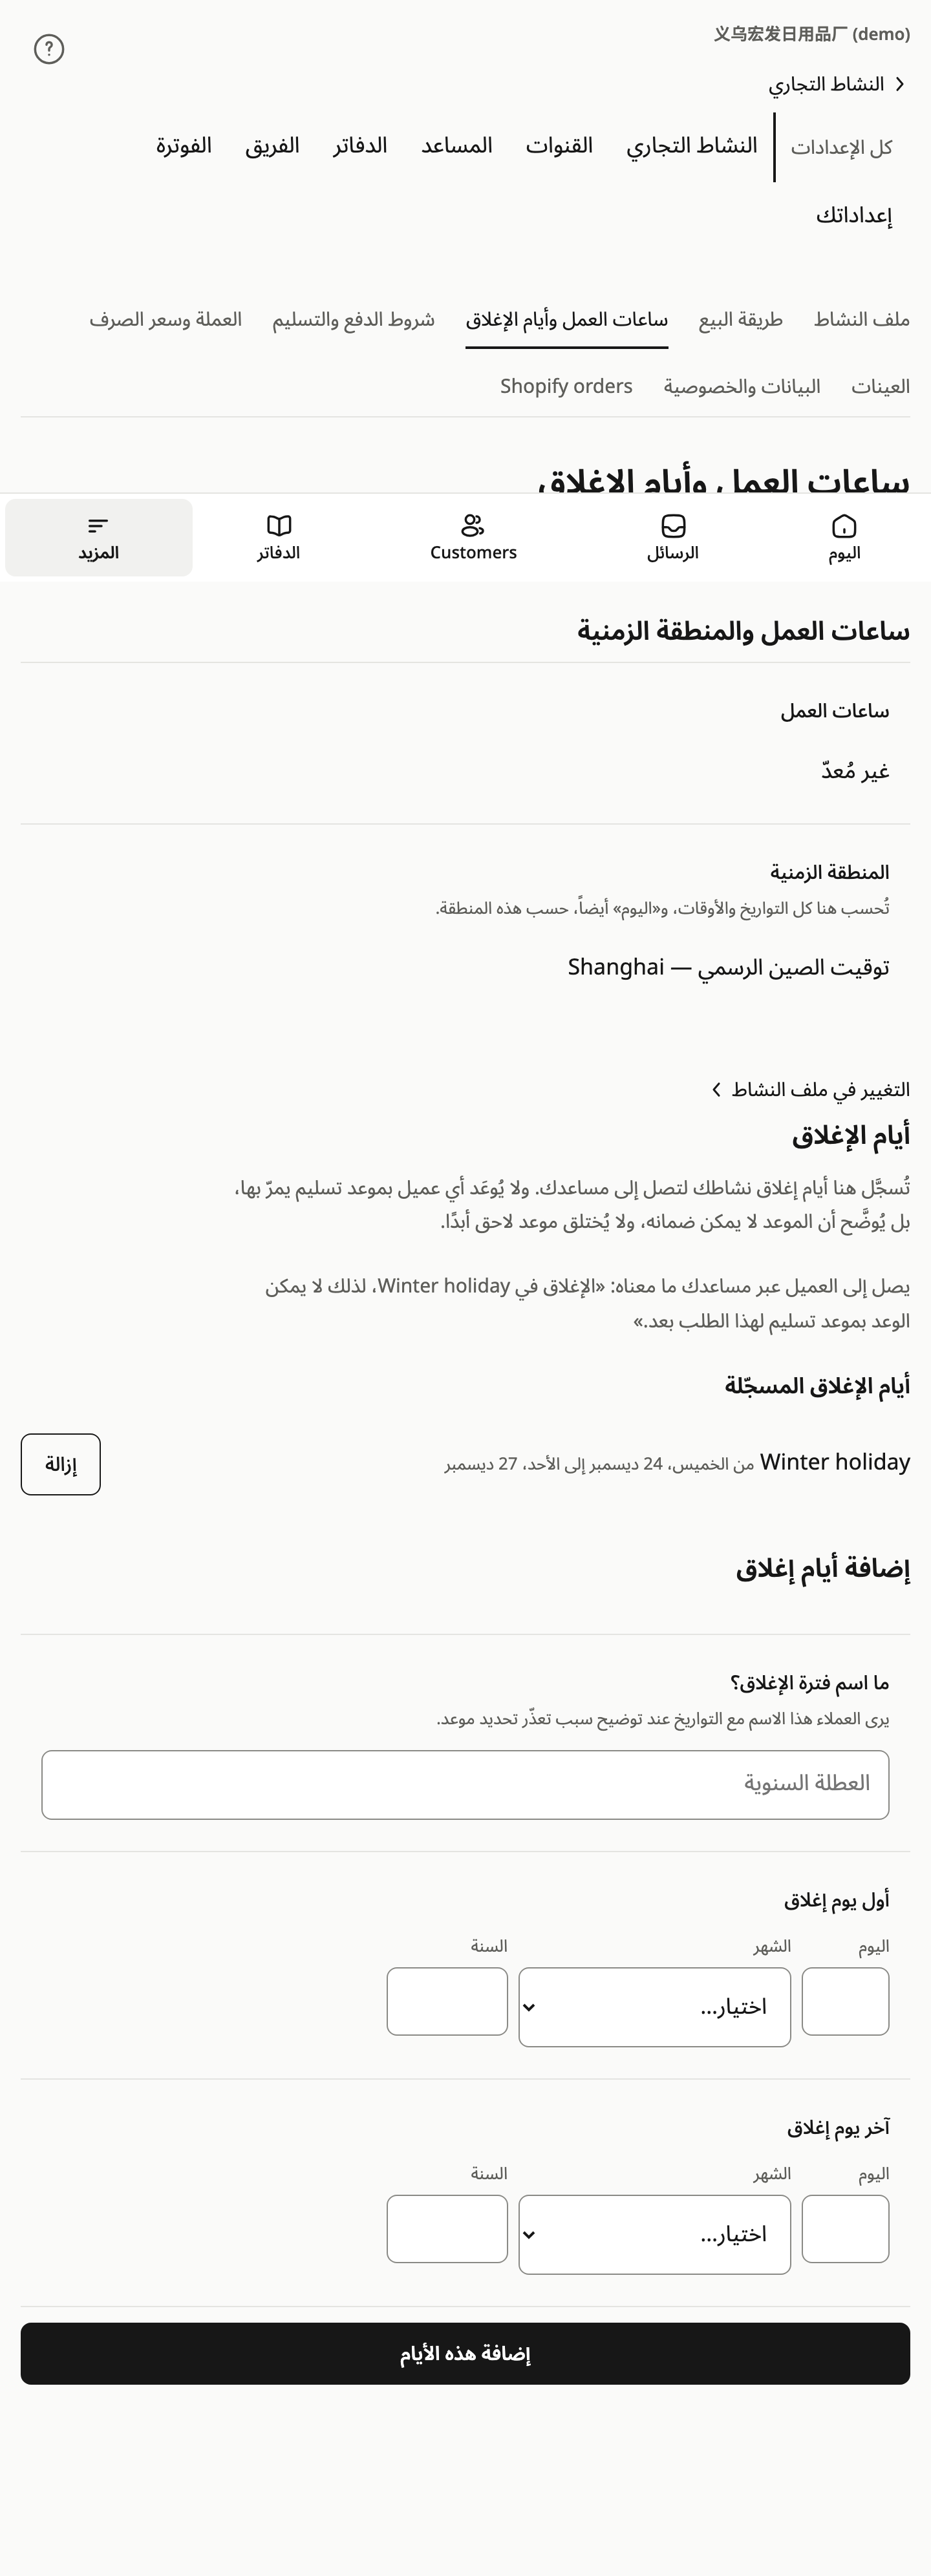 义乌宏发日用品厂 (demo)
النشاط التجاري
كل الإعدادات النشاط التجاري القنوات المساعد الدفاتر الفريق الفوترة
إعداداتك
ملف النشاط طريقة البيع ساعات العمل وأيام الإغلاق شروط الدفع والتسليم العملة وسعر الصرف
العينات البيانات والخصوصية Shopify orders
ساعات العمل وأيام الإغلاق
اليوم الرسائل Customers الدفاتر المزيد
ساعات العمل والمنطقة الزمنية
ساعات العمل
غير مُعدّ
المنطقة الزمنية
تُحسب هنا كل التواريخ والأوقات، و«اليوم» أيضاً، حسب هذه المنطقة.
توقيت الصين الرسمي — Shanghai
التغيير في ملف النشاط
أيام الإغلاق
تُسجَّل هنا أيام إغلاق نشاطك لتصل إلى مساعدك. ولا يُوعَد أي عميل بموعد تسليم يمرّ بها،
بل يُوضَّح أن الموعد لا يمكن ضمانه، ولا يُختلق موعد لاحق أبدًا.
يصل إلى العميل عبر مساعدك ما معناه: «الإغلاق في Winter holiday، لذلك لا يمكن
الوعد بموعد تسليم لهذا الطلب بعد.»
أيام الإغلاق المسجّلة
Winter holiday من الخميس، 24 ديسمبر إلى الأحد، 27 ديسمبر
إزالة
إضافة أيام إغلاق
ما اسم فترة الإغلاق؟
يرى العملاء هذا الاسم مع التواريخ عند توضيح سبب تعذّر تحديد موعد.
العطلة السنوية
أول يوم إغلاق
اليوم الشهر السنة
اختيار...
آخر يوم إغلاق
اليوم الشهر السنة
اختيار...
إضافة هذه الأيام